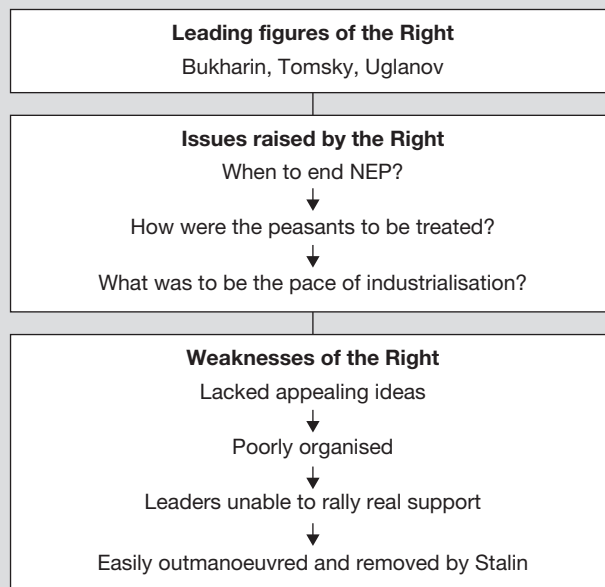 Leading figures of the Right
Bukharin, Tomsky, Uglanov
Issues raised by the Right
When to end NEP?
How were the peasants to be treated?
What was to be the pace of industrialisation?
Weaknesses of the Right
Lacked appealing ideas
Poorly organised
Leaders unable to rally real support
Easily outmanoeuvred and removed by Stalin